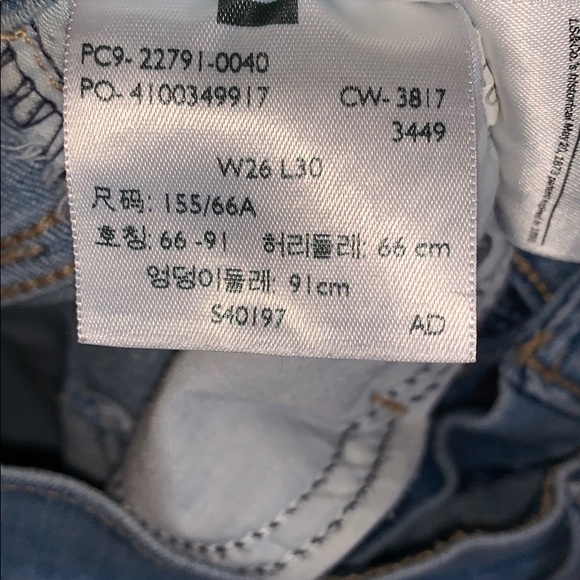 PC9- 22791-0040
PO- 4100349917 CW- 3817
3449
W26 L30
尺码: 155/66A
호칭: 66 -91 허리둘레: 66 cm
엉덩이둘레: 91cm
S40197 AD